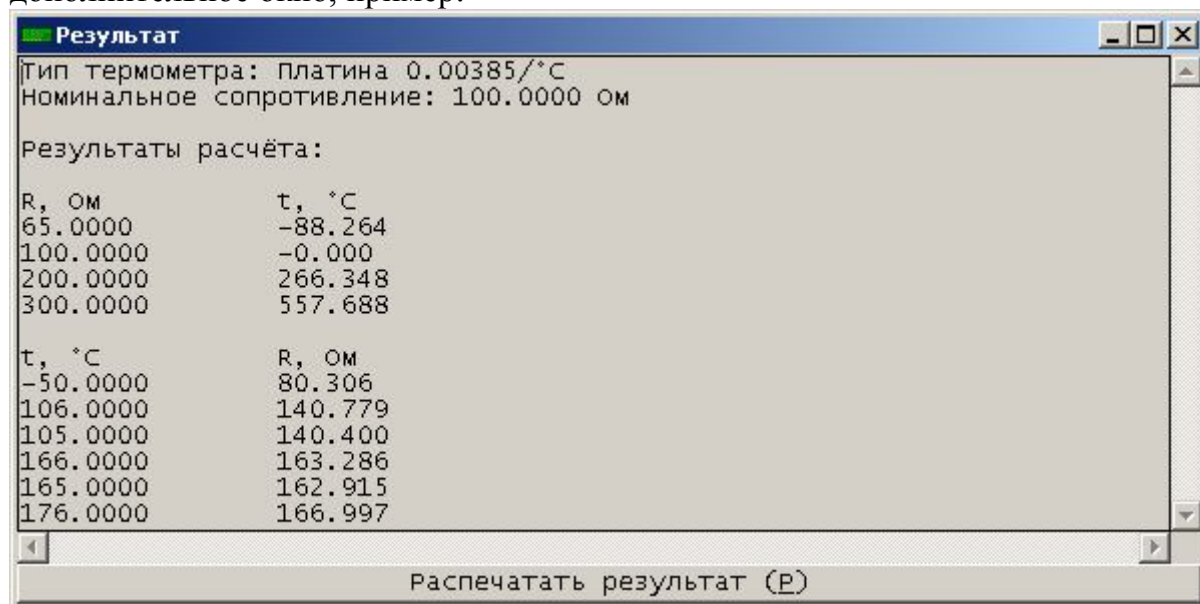 дополнительное окно, пример:
Результат
Тип термометра: Платина 0.00385/°C
Номинальное сопротивление: 100.0000 Ом
Результаты расчёта:
R, Ом t, °C
65.0000 -88.264
100.0000 -0.000
200.0000 266.348
300.0000 557.688
t, °C R, Ом
-50.0000 80.306
106.0000 140.779
105.0000 140.400
166.0000 163.286
165.0000 162.915
176.0000 166.997
Распечатать результат (P)